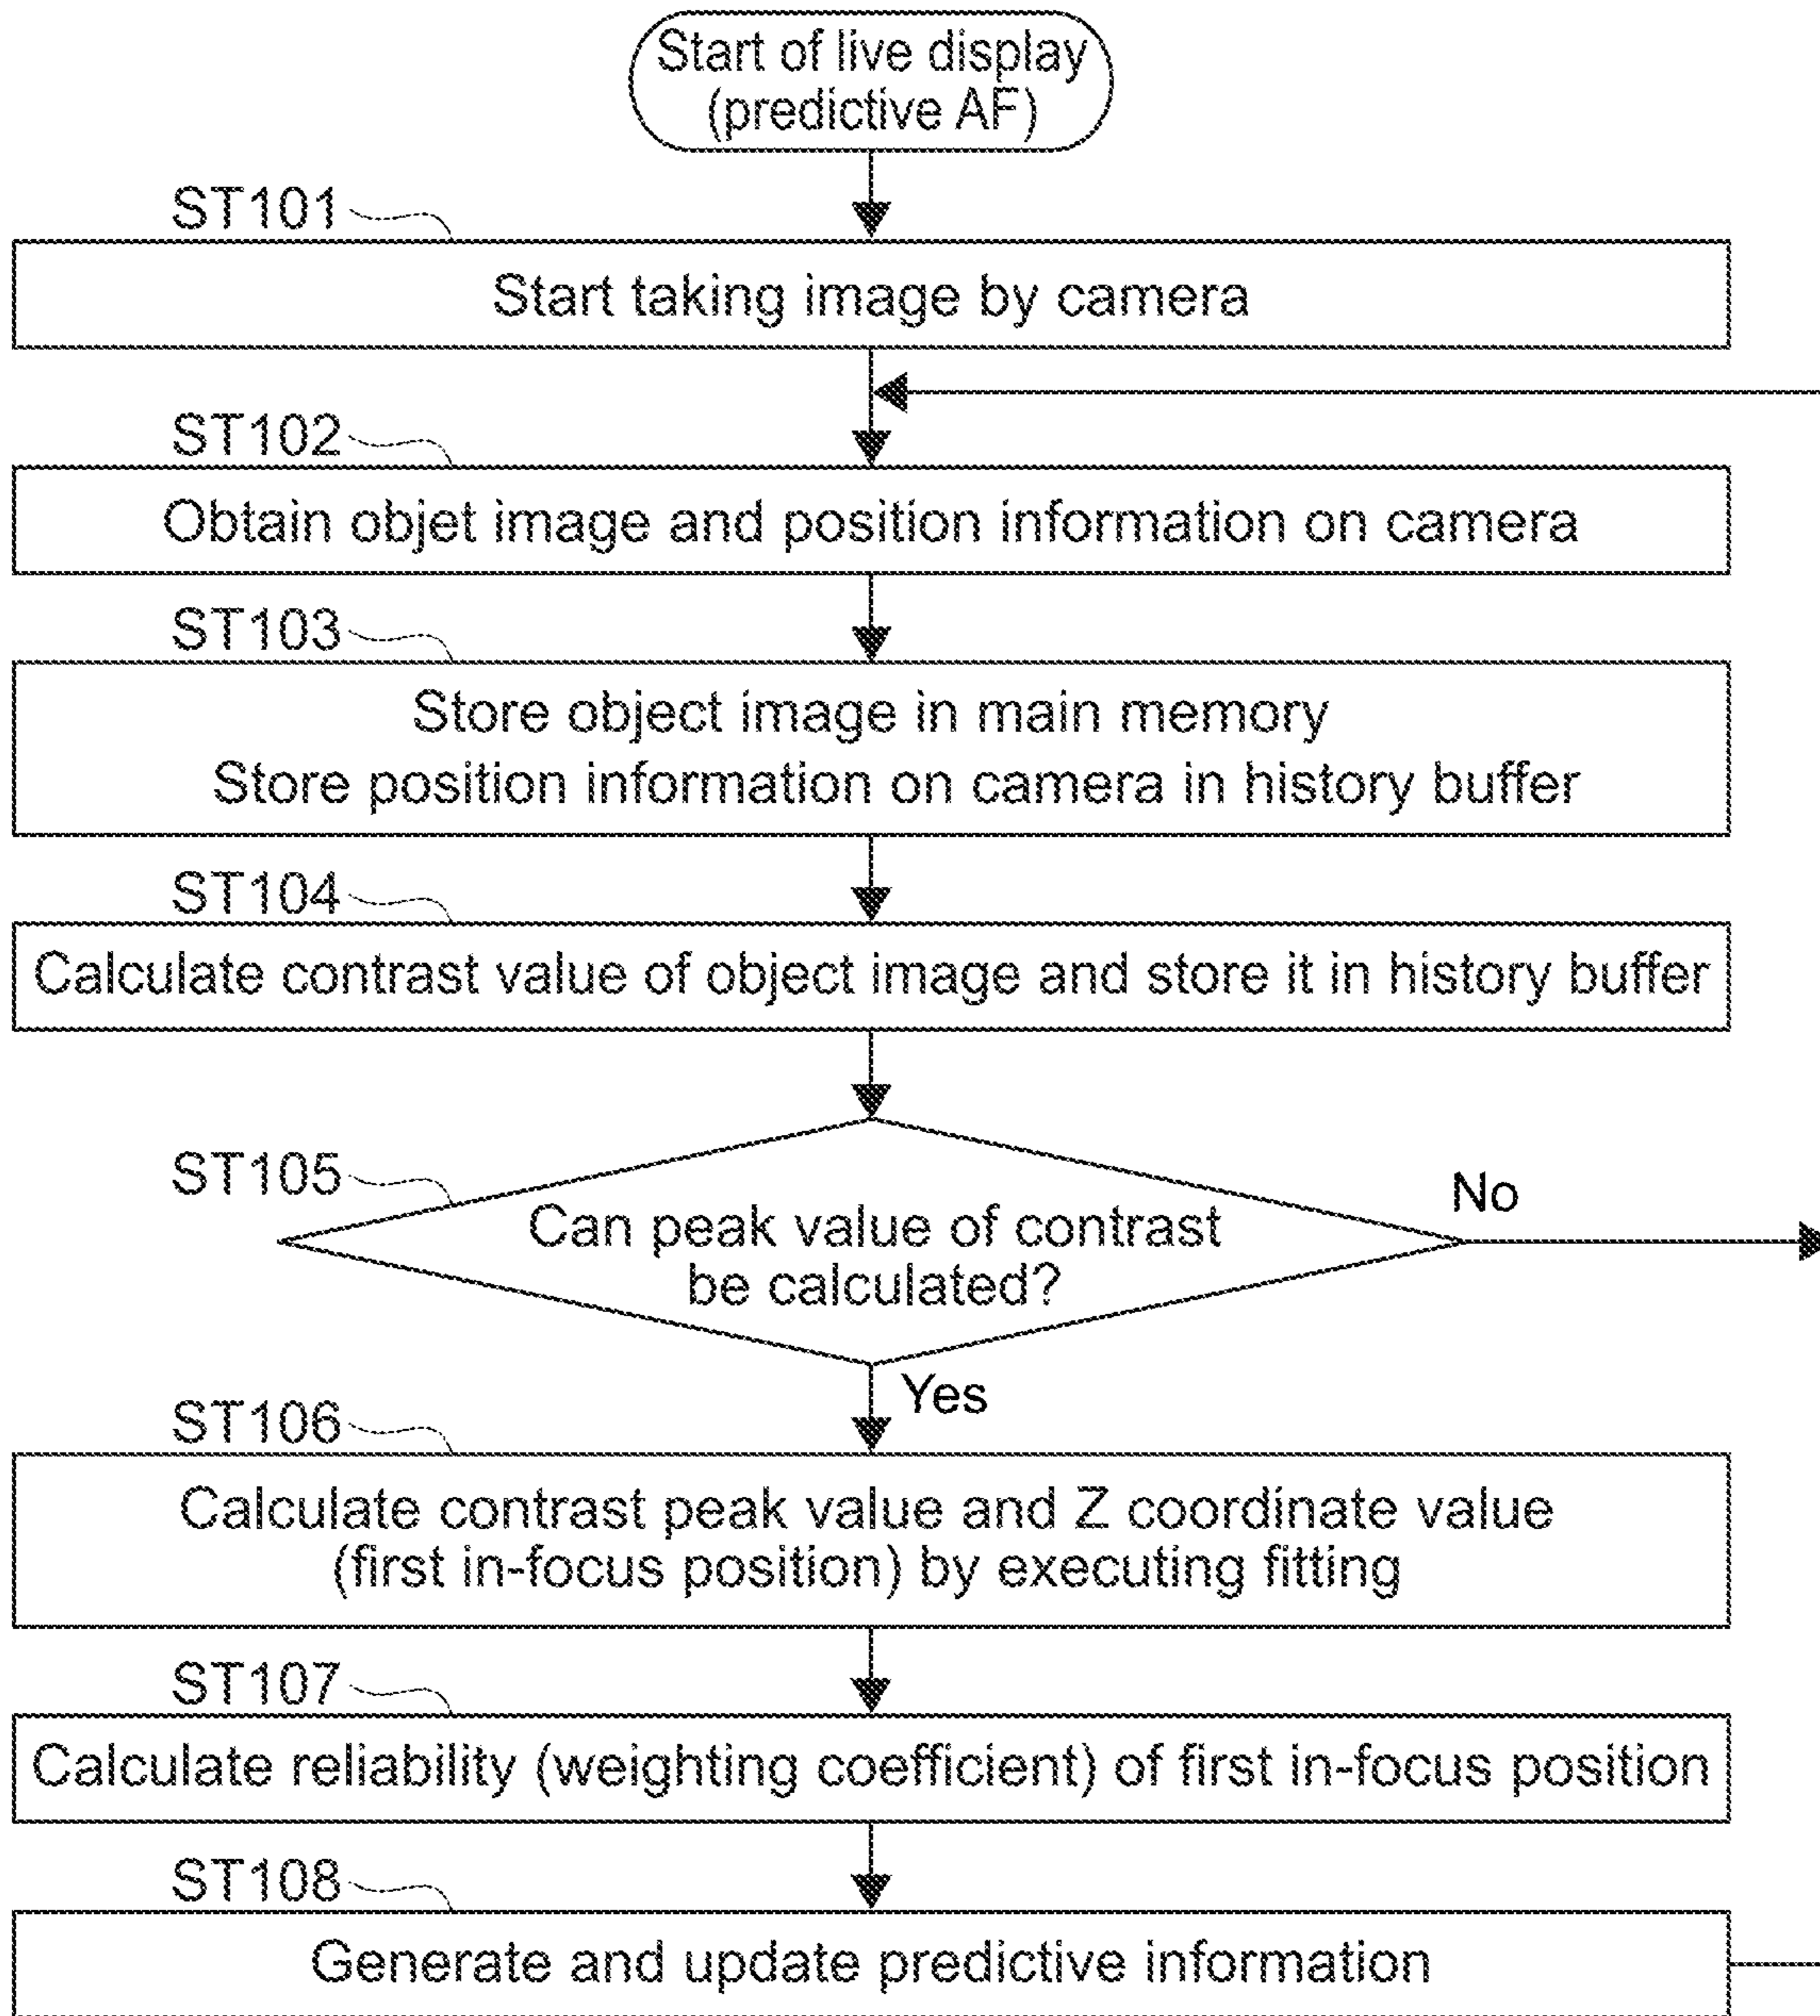 Start of live display
(predictive AF)
ST101
Start taking image by camera
ST102
Obtain objet image and position information on camera
ST103
Store object image in main memory
Store position information on camera in history buffer
ST104
Calculate contrast value of object image and store it in history buffer
ST105
Can peak value of contrast
be calculated?
No
Yes
ST106
Calculate contrast peak value and Z coordinate value
(first in-focus position) by executing fitting
ST107
Calculate reliability (weighting coefficient) of first in-focus position
ST108
Generate and update predictive information